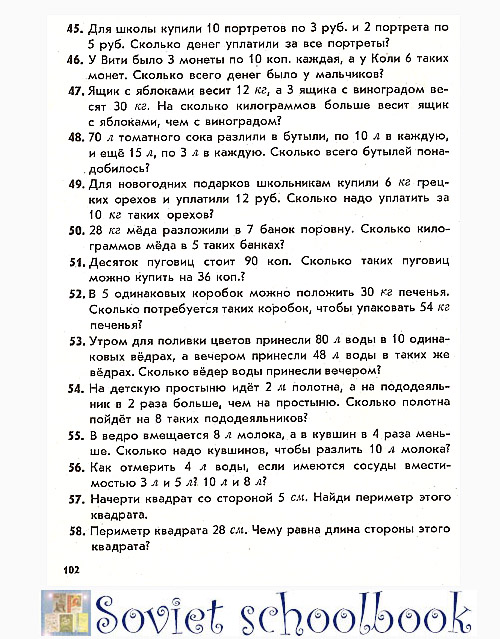 45. Для школы купили 10 портретов по 3 руб. и 2 портрета по
5 руб. Сколько денег уплатили за все портреты?
46. У Вити было 3 монеты по 10 коп. каждая, а у Коли 6 таких
монет. Сколько всего денег было у мальчиков?
47. Ящик с яблоками весит 12 кг, а 3 ящика с виноградом ве-
сят 30 кг. На сколько килограммов больше весит ящик
с яблоками, чем с виноградом?
48. 70 л томатного сока разлили в бутыли, по 10 л в каждую,
и ещё 15 л, по 3 л в каждую. Сколько всего бутылей пона-
добилось?
49. Для новогодних подарков школьникам купили 6 кг грец-
ких орехов и уплатили 12 руб. Сколько надо уплатить за
10 кг таких орехов?
50. 28 кг мёда разложили в 7 банок поровну. Сколько кило-
граммов мёда в 5 таких банках?
51. Десяток пуговиц стоит 90 коп. Сколько таких пуговиц
можно купить на 36 коп.?
52. В 5 одинаковых коробок можно положить 30 кг печенья.
Сколько потребуется таких коробок, чтобы упаковать 54 кг
печенья?
53. Утром для поливки цветов принесли 80 л воды в 10 одина-
ковых вёдрах, а вечером принесли 48 л воды в таких же
вёдрах. Сколько вёдер воды принесли вечером?
54. На детскую простыню идёт 2 м полотна, а на пододеяль-
ник в 2 раза больше, чем на простыню. Сколько полотна
пойдёт на 8 таких пододеяльников?
55. В ведро вмещается 8 л молока, а в кувшин в 4 раза мень-
ше. Сколько надо кувшинов, чтобы разлить 10 л молока?
56. Как отмерить 4 л воды, если имеются сосуды вмести-
мостью 3 л и 5 л? 10 л и 8 л?
57. Начерти квадрат со стороной 5 см. Найди периметр этого
квадрата.
58. Периметр квадрата 28 см. Чему равна длина стороны этого
квадрата?
102
Soviet schoolbook